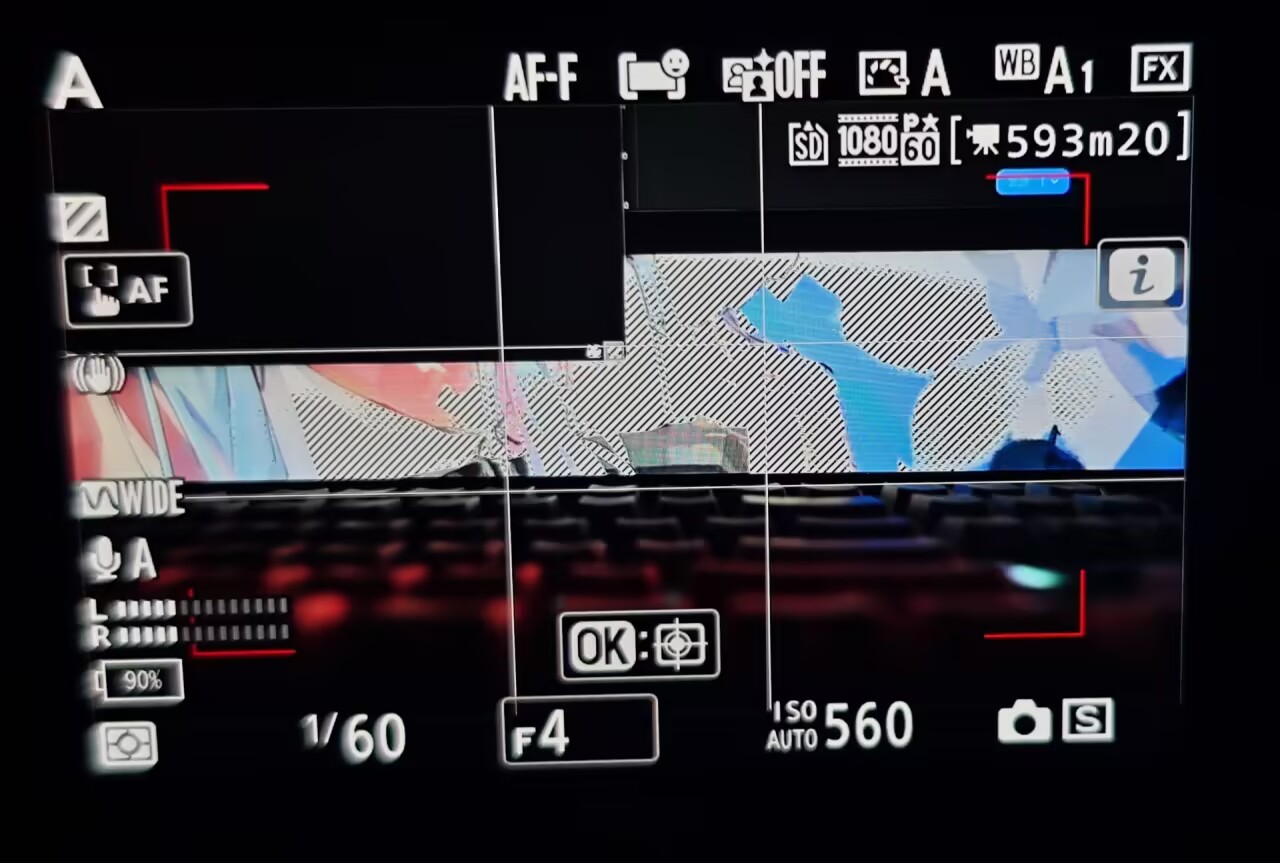 A AF-F OFF A WB A1 FX
SD 1080 P★ 60 [593m20]
AF i
WIDE
A
L
R
OK:
90%
1/60 F4 ISO AUTO 560 S